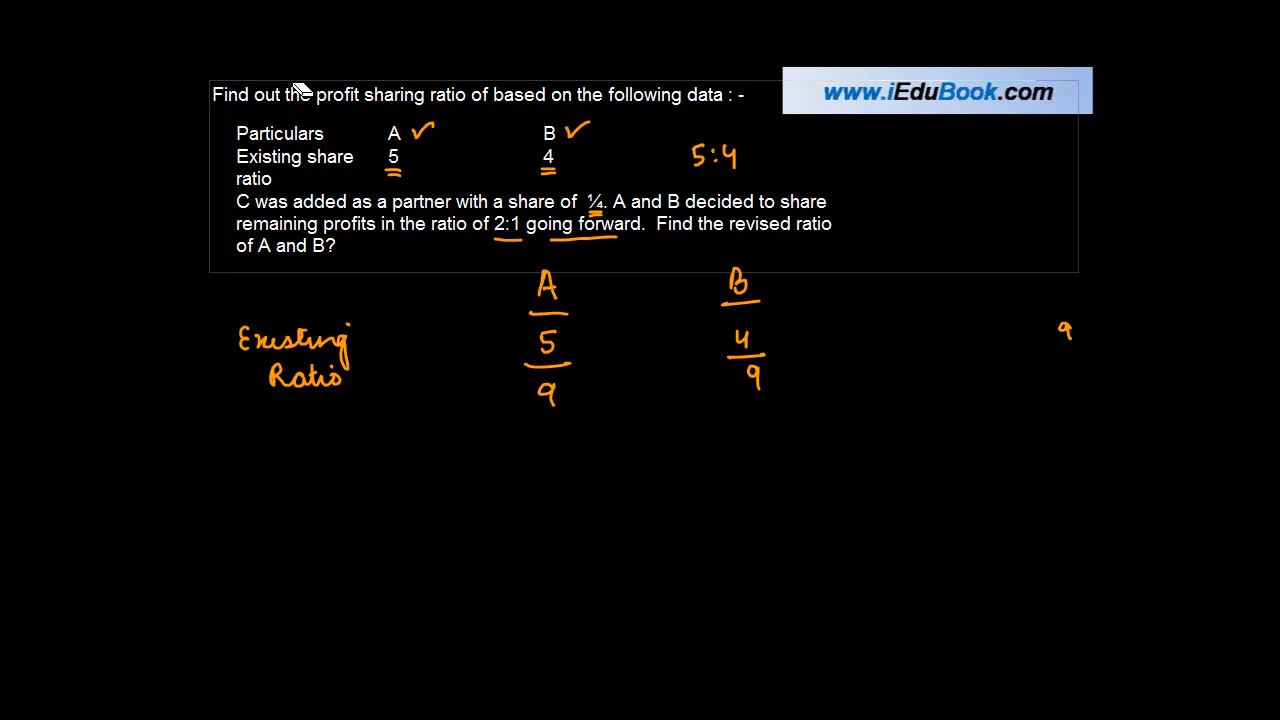 www.iEduBook.com
Find out the profit sharing ratio of based on the following data : -
Particulars A ✓ B ✓
Existing share 5 4 5:4
ratio
C was added as a partner with a share of ¼. A and B decided to share
remaining profits in the ratio of 2:1 going forward. Find the revised ratio
of A and B?
A B
Existing 5 4 9
Ratio 9 9